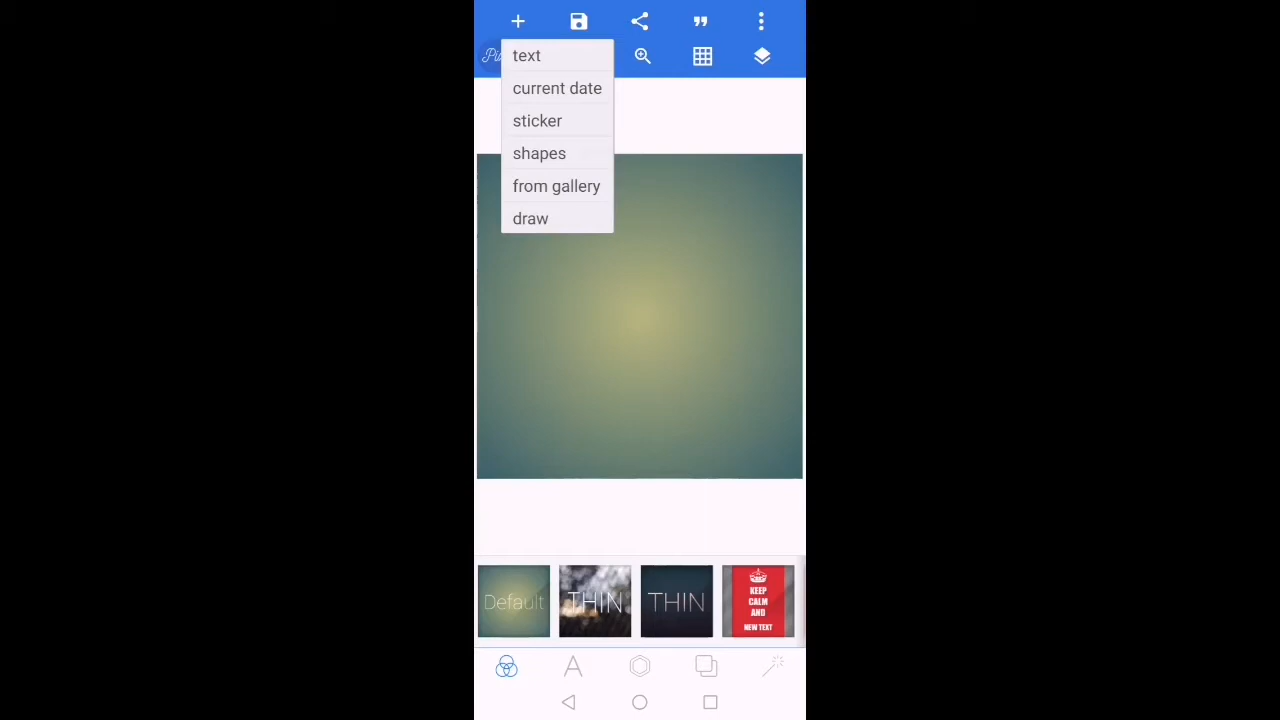 text
current date
sticker
shapes
from gallery
draw
Default
THIN
THIN
KEEP
CALM
AND
NEW TEXT